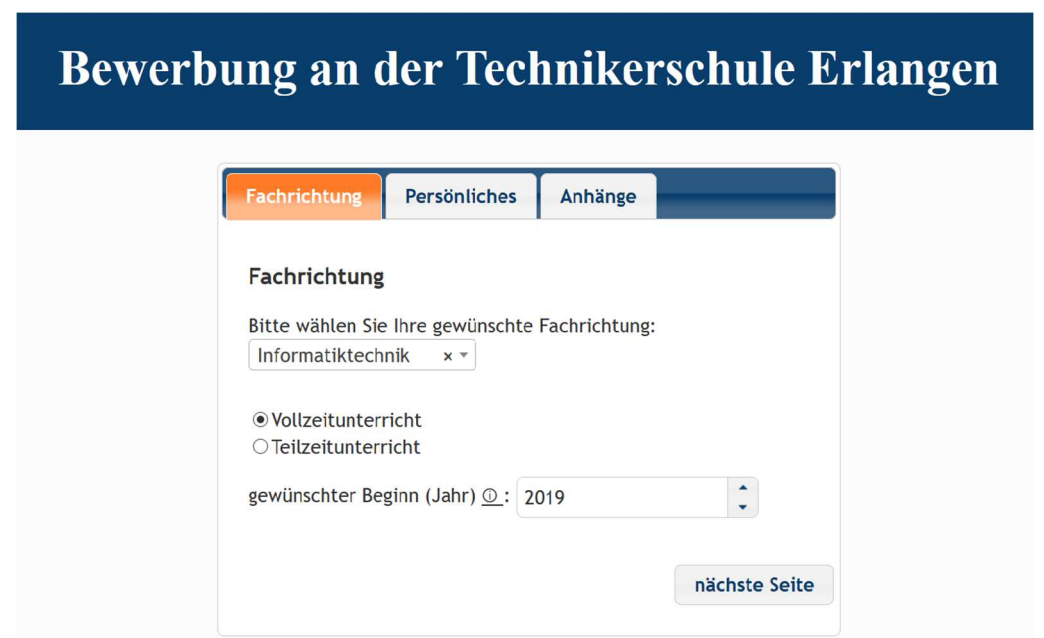 Bewerbung an der Technikerschule Erlangen
Fachrichtung Persönliches Anhänge
Fachrichtung
Bitte wählen Sie Ihre gewünschte Fachrichtung:
Informatiktechnik ×
Vollzeitunterricht
Teilzeitunterricht
gewünschter Beginn (Jahr) ⓘ : 2019
nächste Seite